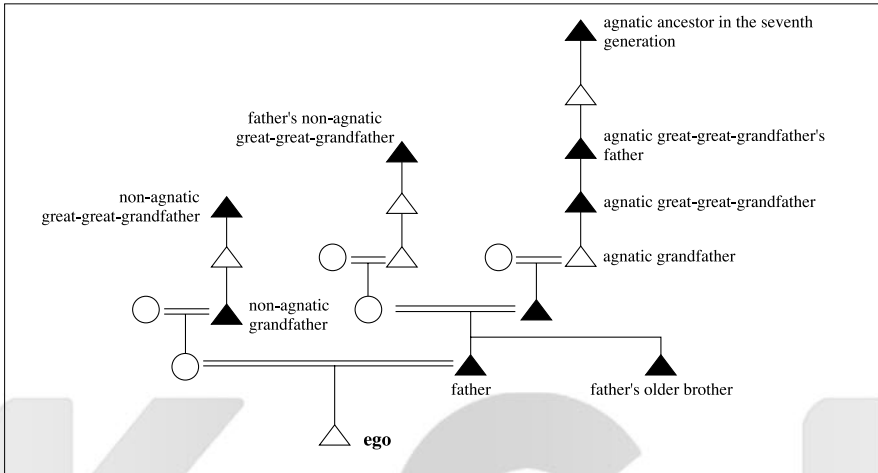 agnatic ancestor in the seventh
generation
father's non-agnatic
great-great-grandfather
agnatic great-great-grandfather's
father
non-agnatic
great-great-grandfather
agnatic great-great-grandfather
agnatic grandfather
non-agnatic
grandfather
father
father's older brother
ego